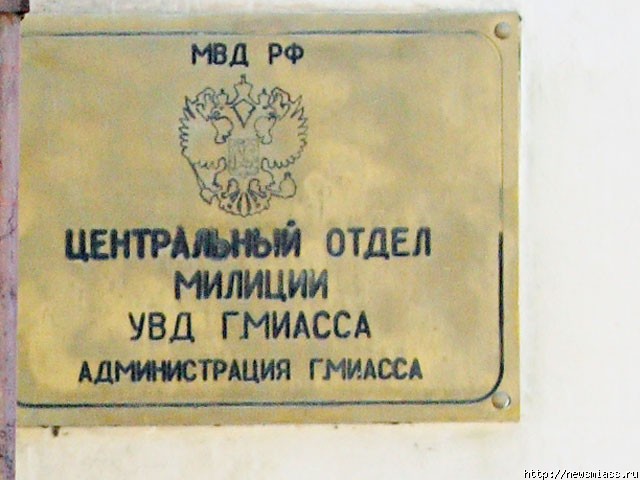 МВД РФ
ЦЕНТРАЛЬНЫЙ ОТДЕЛ
МИЛИЦИИ
УВД Г.МИАССА
АДМИНИСТРАЦИЯ Г.МИАССА
http://newsmiass.ru